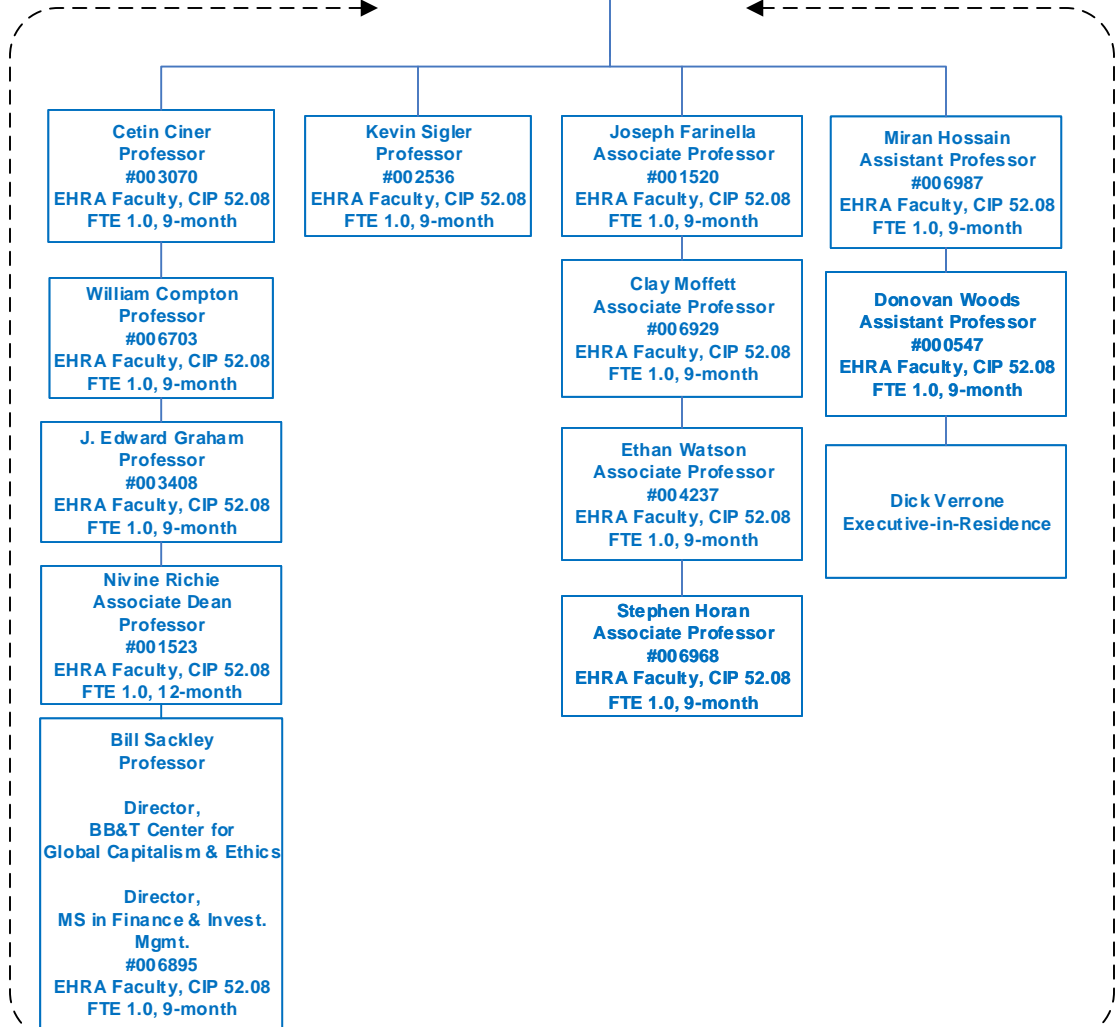 Cetin Ciner
Professor
#003070
EHRA Faculty, CIP 52.08
FTE 1.0, 9-month
William Compton
Professor
#006703
EHRA Faculty, CIP 52.08
FTE 1.0, 9-month
J. Edward Graham
Professor
#003408
EHRA Faculty, CIP 52.08
FTE 1.0, 9-month
Nivine Richie
Associate Dean
Professor
#001523
EHRA Faculty, CIP 52.08
FTE 1.0, 12-month
Bill Sackley
Professor
Director,
BB&T Center for
Global Capitalism & Ethics
Director,
MS in Finance & Invest.
Mgmt.
#006895
EHRA Faculty, CIP 52.08
FTE 1.0, 9-month
Kevin Sigler
Professor
#002536
EHRA Faculty, CIP 52.08
FTE 1.0, 9-month
Joseph Farinella
Associate Professor
#001520
EHRA Faculty, CIP 52.08
FTE 1.0, 9-month
Clay Moffett
Associate Professor
#006929
EHRA Faculty, CIP 52.08
FTE 1.0, 9-month
Ethan Watson
Associate Professor
#004237
EHRA Faculty, CIP 52.08
FTE 1.0, 9-month
Stephen Horan
Associate Professor
#006968
EHRA Faculty, CIP 52.08
FTE 1.0, 9-month
Miran Hossain
Assistant Professor
#006987
EHRA Faculty, CIP 52.08
FTE 1.0, 9-month
Donovan Woods
Assistant Professor
#000547
EHRA Faculty, CIP 52.08
FTE 1.0, 9-month
Dick Verrone
Executive-in-Residence